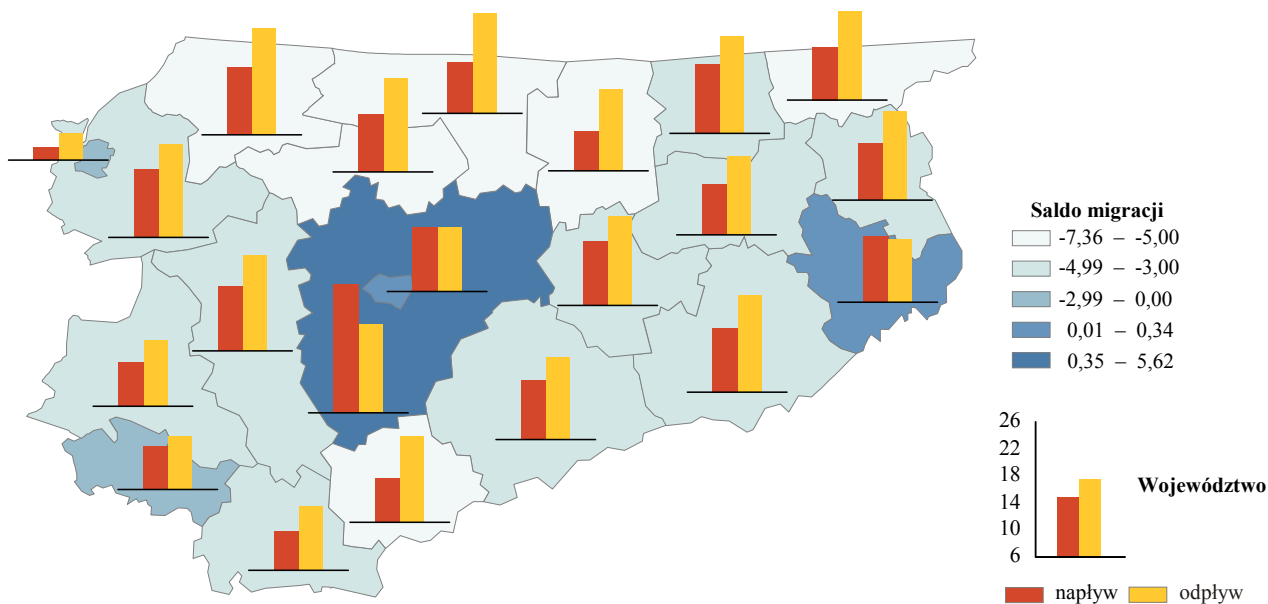 Saldo migracji
-7,36 – -5,00
-4,99 – -3,00
-2,99 – 0,00
0,01 – 0,34
0,35 – 5,62
26
22
18
14
10
6
Województwo
napływ odpływ